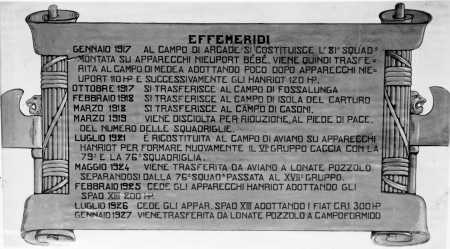 EFFEMERIDI
GENNAIO 1917 AL CAMPO DI ARCADE SI COSTITUISCE L'81ª SQUADª
MONTATA SU APPARECCHI NIEUPORT BÉBÉ. VIENE QUINDI TRASFE-
RITA AL CAMPO DI MEDEA ADOTTANDO POCO DOPO APPARECCHI NIE-
UPORT 110 HP E SUCCESSIVAMENTE GLI HANRIOT 120 HP.
OTTOBRE 1917 SI TRASFERISCE AL CAMPO DI FOSSALUNGA
FEBBRAIO 1918 SI TRASFERISCE AL CAMPO DI ISOLA DEL CARTURO
MARZO 1918 SI TRASFERISCE AL CAMPO DI CASONI.
MARZO 1919 VIENE DISCIOLTA PER RIDUZIONE, AL PIEDE DI PACE,
DEL NUMERO DELLE SQUADRIGLIE.
LUGLIO 1921 È RICOSTITUITA AL CAMPO DI AVIANO SU APPARECCHI
HANRIOT PER FORMARE NUOVAMENTE IL VIº GRUPPO CACCIA CON LA
79ª E LA 76ª SQUADRIGLIA.
MAGGIO 1924 VIENE TRASFERITA DA AVIANO A LONATE POZZOLO
SEPARANDOSI DALLA 76ª SQUADª PASSATA AL XVIIº GRUPPO.
FEBBRAIO 1925 CEDE GLI APPARECCHI HANRIOT ADOTTANDO GLI
SPAD XIII 200 HP.
LUGLIO 1926 CEDE GLI APPAR. SPAD XIII ADOTTANDO I FIAT C.R.1 300 HP
GENNAIO 1927 VIENE TRASFERITA DA LONATE POZZOLO A CAMPOFORMIDO